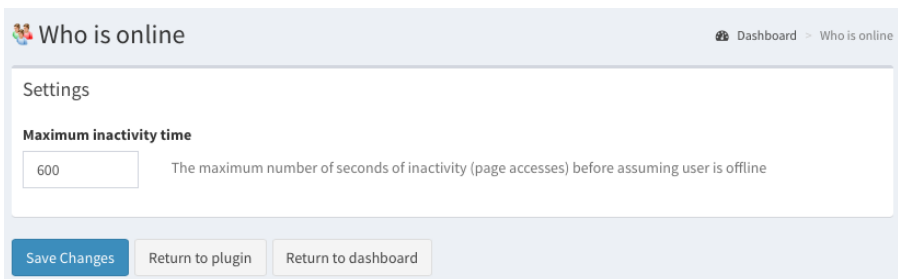 Who is online
Dashboard > Who is online
Settings
Maximum inactivity time
600 The maximum number of seconds of inactivity (page accesses) before assuming user is offline
Save Changes Return to plugin Return to dashboard